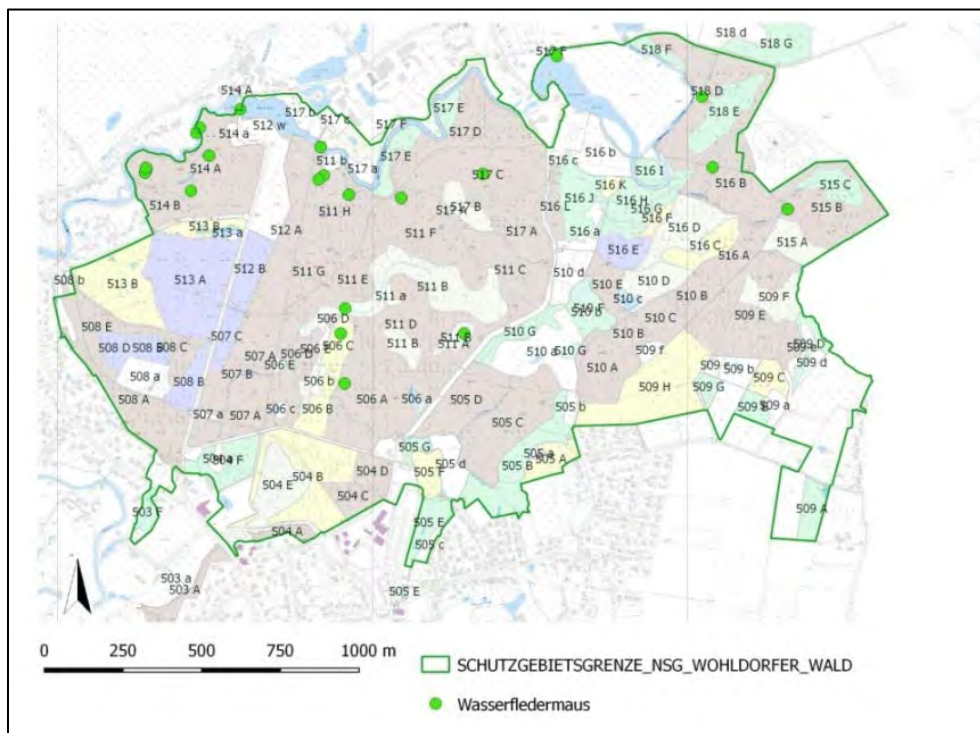 518 d
518 G
518 F
517 F
518 D
518 E
514 A
512 w
517 b
517 c
517 F
517 E
517 D
514 a
511 b
517 a
517 E
516 c
516 b
516 I
514 A
517 C
516 K
516 B
515 C
514 B
511 H
517 B
516 L
516 J
516 H
516 G
516 F
515 B
513 B
513 a
512 A
511 F
517 A
516 a
516 D
516 E
516 C
516 A
515 A
508 b
513 B
513 A
512 B
511 G
511 E
511 a
511 B
511 C
510 d
510 E
510 c
510 D
510 B
509 F
508 E
507 C
506 D
511 D
511 B
511 B
511 A
510 G
510 F
510 B
510 C
509 E
508 D
508 C
507 A
506 E
506 D
506 C
510 a
510 G
509 f
509 D
509 d
508 a
508 B
507 B
506 b
510 A
509 H
509 G
509 b
509 C
508 A
507 a
507 A
506 c
506 B
506 A
506 a
505 D
505 C
505 b
509 a
504 F
504 B
504 D
505 G
505 F
505 d
505 B
505 a
505 A
504 E
504 C
503 F
504 A
505 E
505 c
509 A
503 a
503 A
505 E
0 250 500 750 1000 m
SCHUTZGEBIETSGRENZE_NSG_WOHLDORFER_WALD
Wasserfledermaus